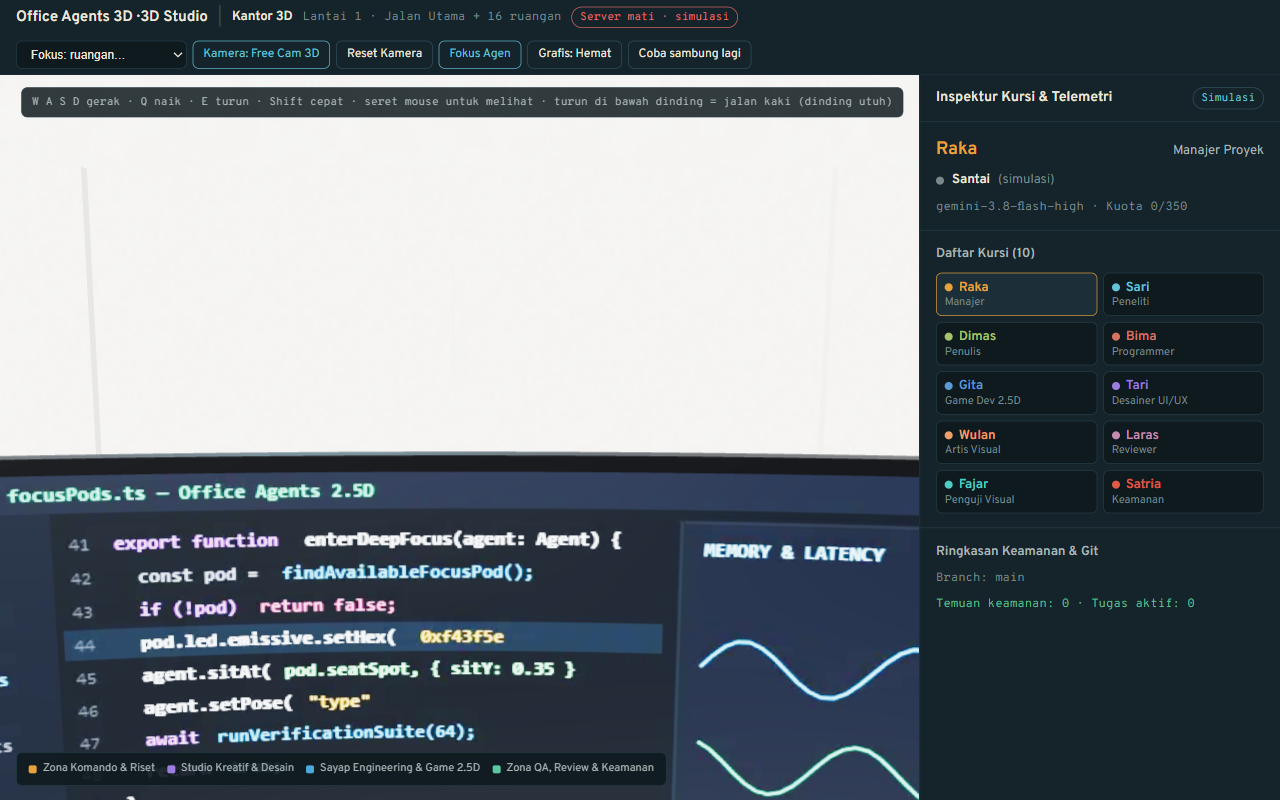 Office Agents 3D ·3D Studio
Kantor 3D
Lantai 1 · Jalan Utama + 16 ruangan
Server mati · simulasi
Fokus: ruangan...
Kamera: Free Cam 3D
Reset Kamera
Fokus Agen
Grafis: Hemat
Coba sambung lagi
W A S D gerak · Q naik · E turun · Shift cepat · seret mouse untuk melihat · turun di bawah dinding = jalan kaki (dinding utuh)
focusPods.ts — Office Agents 2.5D
41 export function enterDeepFocus(agent: Agent) {
42 const pod = findAvailableFocusPod();
43 if (!pod) return false;
44 pod.led.emissive.setHex( 0xf43f5e
45 agent.sitAt( pod.seatSpot, { sitY: 0.35 }
46 agent.setPose( "type"
47 await runVerificationSuite(64);
}
MEMORY & LATENCY
Zona Komando & Riset
Studio Kreatif & Desain
Sayap Engineering & Game 2.5D
Zona QA, Review & Keamanan
Inspektur Kursi & Telemetri
Simulasi
Raka
Manajer Proyek
Santai (simulasi)
gemini-3.8-flash-high · Kuota 0/350
Daftar Kursi (10)
Raka
Manajer
Sari
Peneliti
Dimas
Penulis
Bima
Programmer
Gita
Game Dev 2.5D
Tari
Desainer UI/UX
Wulan
Artis Visual
Laras
Reviewer
Fajar
Penguji Visual
Satria
Keamanan
Ringkasan Keamanan & Git
Branch: main
Temuan keamanan: 0 · Tugas aktif: 0